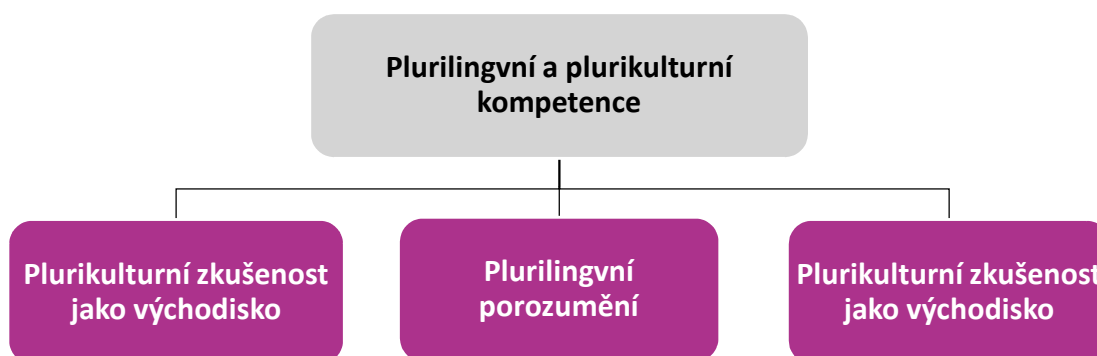 Plurilingvní a plurikulturní
kompetence
Plurikulturní zkušenost
jako východisko
Plurilingvní
porozumění
Plurikulturní zkušenost
jako východisko